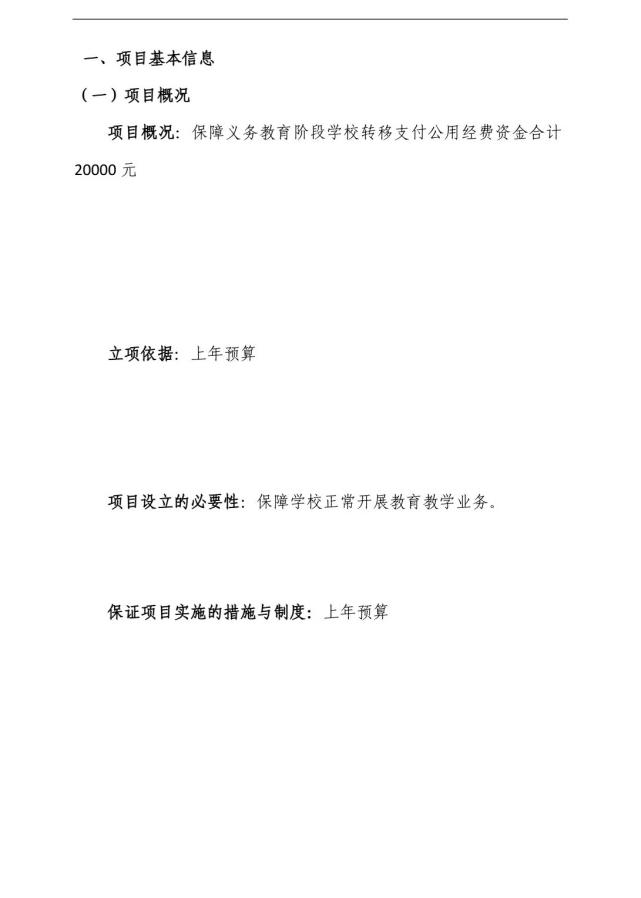 一、项目基本信息
（一）项目概况
项目概况：保障义务教育阶段学校转移支付公用经费资金合计
20000 元
立项依据：上年预算
项目设立的必要性：保障学校正常开展教育教学业务。
保证项目实施的措施与制度：上年预算